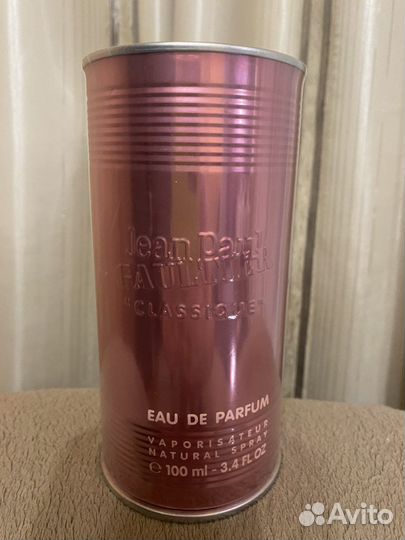 Jean Paul
GAULTIER
"CLASSIQUE"
EAU DE PARFUM
VAPORISATEUR
NATURAL SPRAY
℮ 100 ml - 3.4 FL OZ
Avito